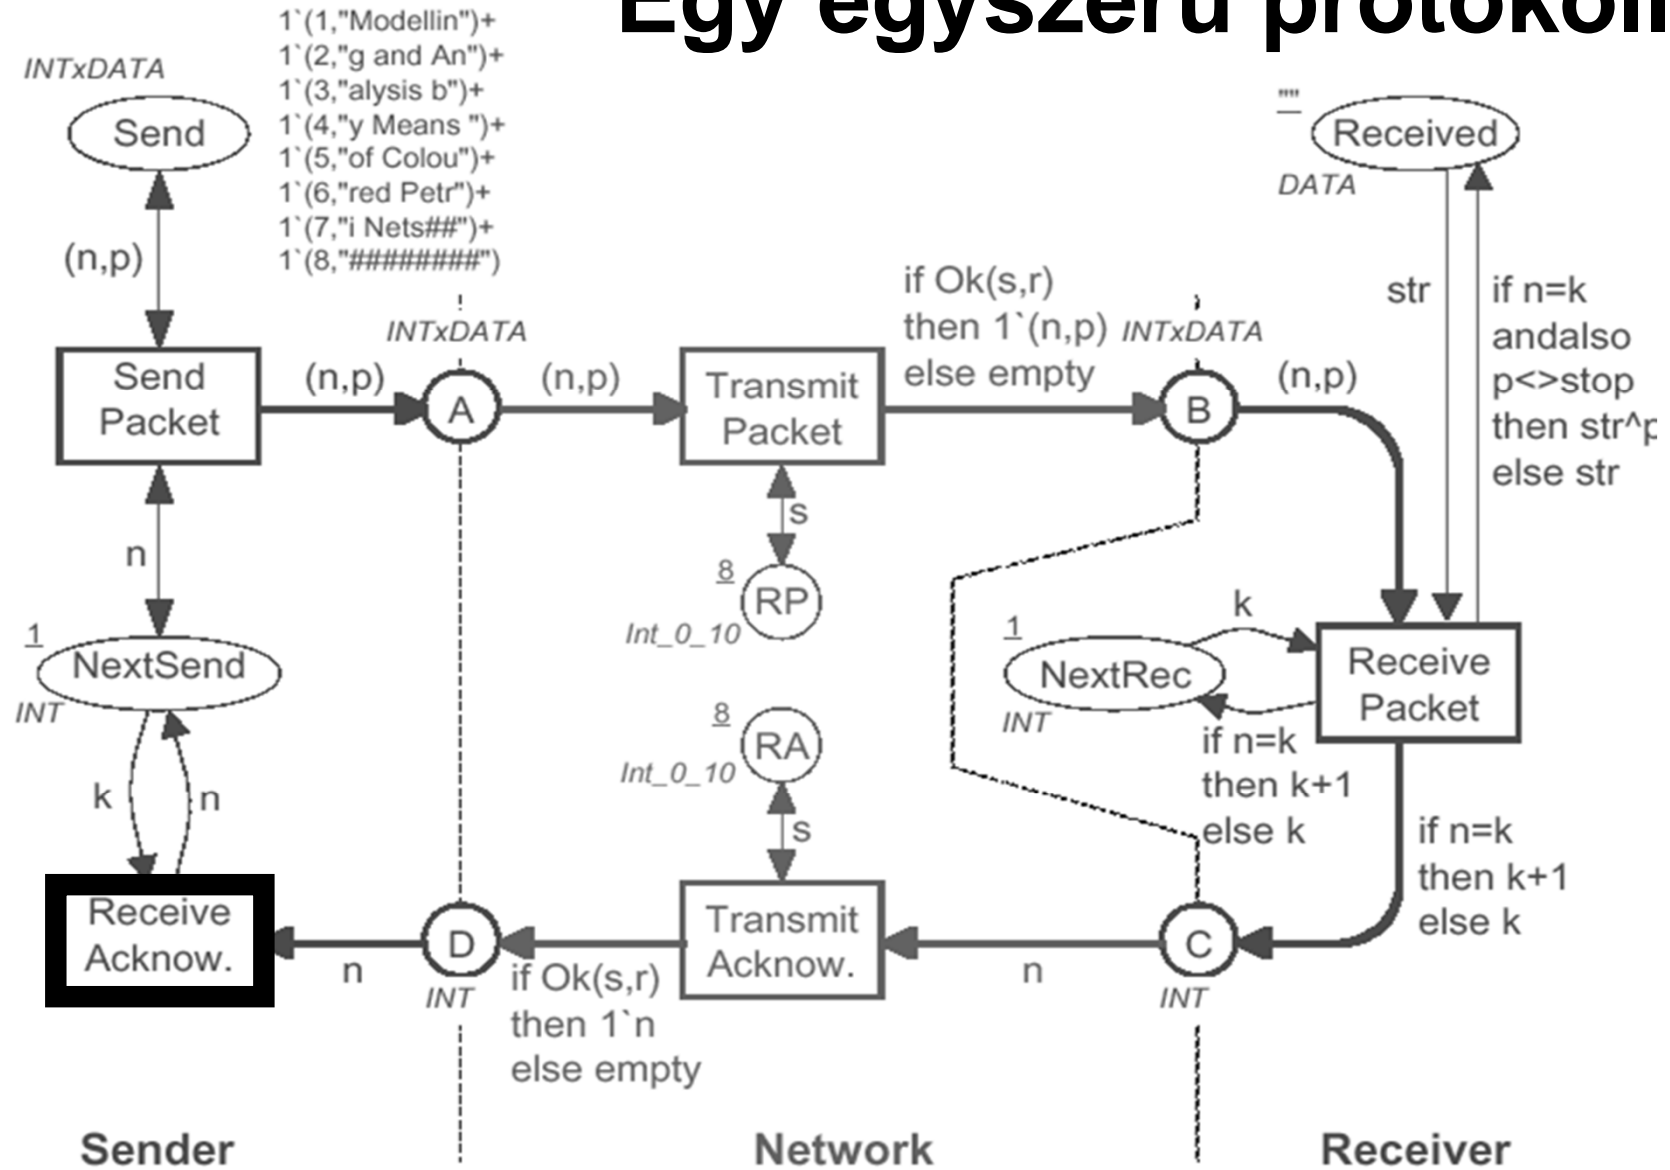 Egy egyszerű protokoll
1`(1,"Modellin")+
1`(2,"g and An")+
1`(3,"alysis b")+
1`(4,"y Means ")+
1`(5,"of Colou")+
1`(6,"red Petr")+
1`(7,"i Nets##")+
1`(8,"########")
INTxDATA
Send
(n,p)
Send
Packet
n
1
NextSend
INT
k
n
Receive
Acknow.
(n,p)
INTxDATA
A
(n,p)
Transmit
Packet
s
8
RP
Int_0_10
8
RA
Int_0_10
s
Transmit
Acknow.
if Ok(s,r)
then 1`(n,p)
else empty
INTxDATA
B
(n,p)
""
Received
DATA
str
if n=k
andalso
p<>stop
then str^p
else str
k
1
NextRec
INT
Receive
Packet
if n=k
then k+1
else k
if n=k
then k+1
else k
n
D
INT
if Ok(s,r)
then 1`n
else empty
n
C
INT
Sender
Network
Receiver